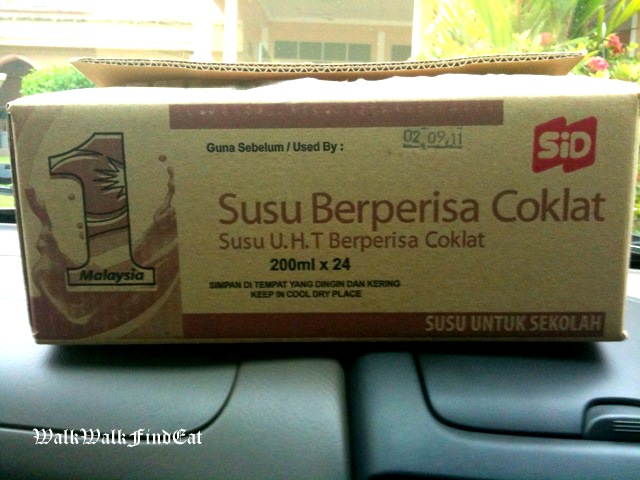 Guna Sebelum / Used By : 02 09.11
SiD
1
Malaysia
Susu Berperisa Coklat
Susu U.H.T Berperisa Coklat
200ml x 24
SIMPAN DI TEMPAT YANG DINGIN DAN KERING
KEEP IN COOL DRY PLACE
SUSU UNTUK SEKOLAH
WalkWalkFindEat